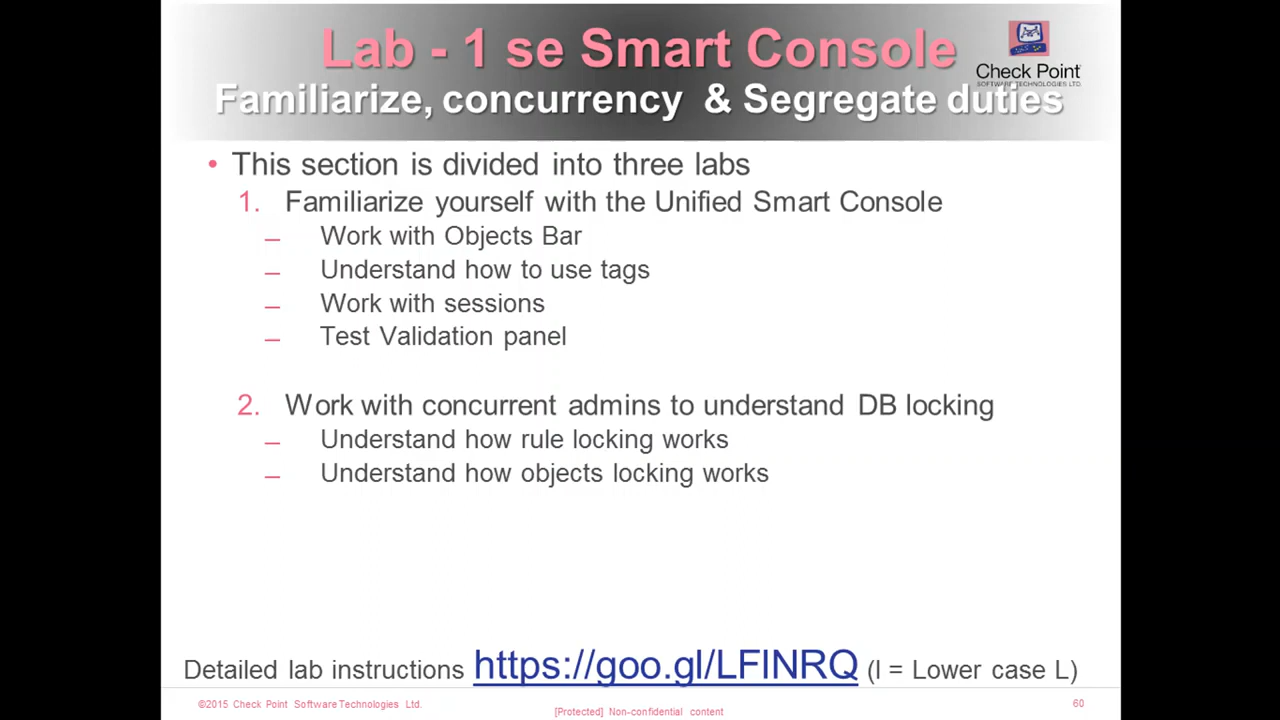 Lab - 1 se Smart Console
Check Point
SOFTWARE TECHNOLOGIES LTD.
Familiarize, concurrency & Segregate duties
• This section is divided into three labs
1. Familiarize yourself with the Unified Smart Console
– Work with Objects Bar
– Understand how to use tags
– Work with sessions
– Test Validation panel
2. Work with concurrent admins to understand DB locking
– Understand how rule locking works
– Understand how objects locking works
Detailed lab instructions https://goo.gl/LFlNRQ (l = Lower case L)
©2015 Check Point Software Technologies Ltd.
[Protected] Non-confidential content
60